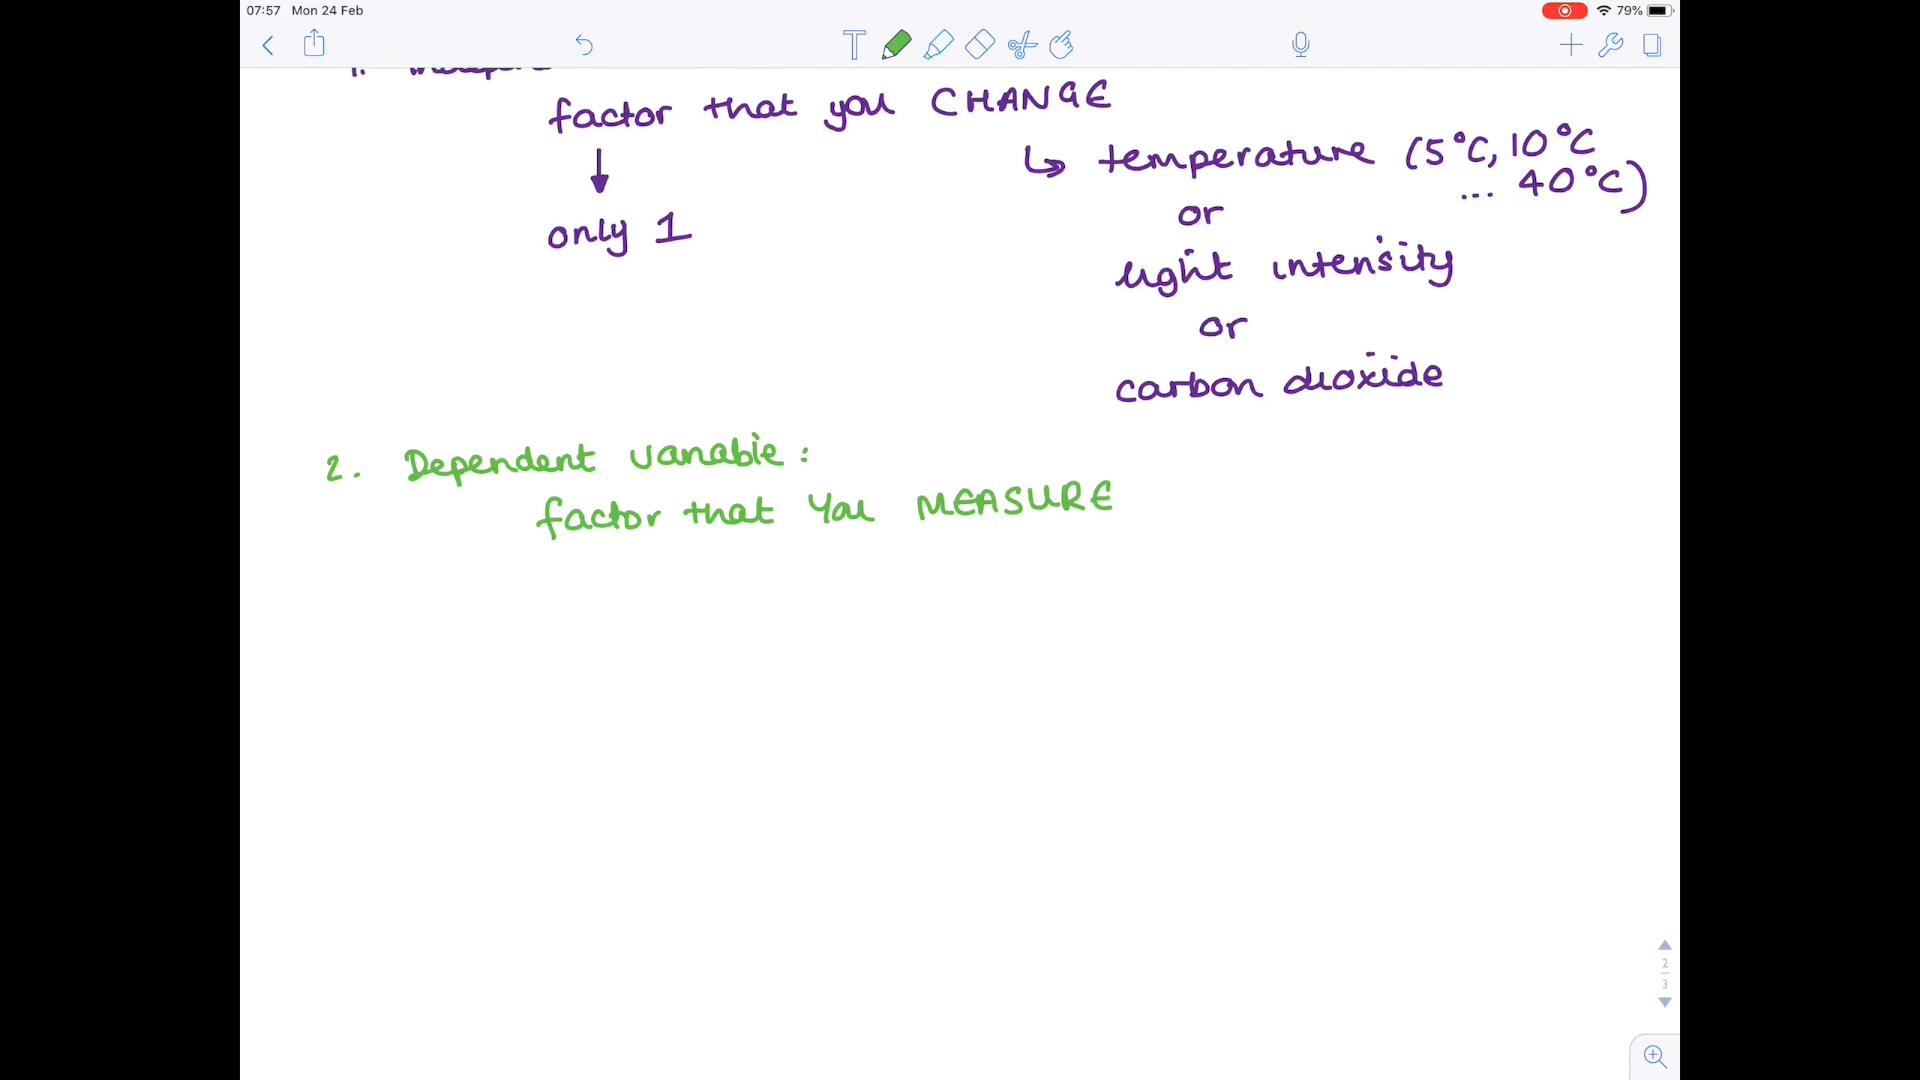 07:57 Mon 24 Feb
79%
T
1.
factor that you CHANGE
↳ temperature (5°C, 10°C
... 40°C)
only 1
or
light intensity
or
carbon dioxide
2. Dependent variable:
factor that you MEASURE
2
3